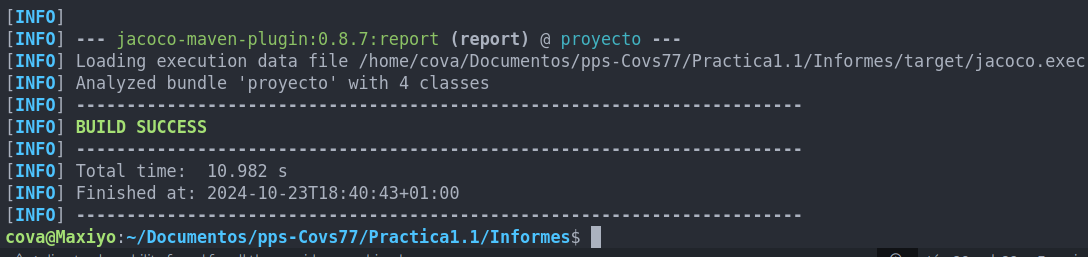 [INFO]
[INFO] --- jacoco-maven-plugin:0.8.7:report (report) @ proyecto ---
[INFO] Loading execution data file /home/cova/Documentos/pps-Covs77/Practica1.1/Informes/target/jacoco.exec
[INFO] Analyzed bundle 'proyecto' with 4 classes
[INFO] ------------------------------------------------------------------------
[INFO] BUILD SUCCESS
[INFO] ------------------------------------------------------------------------
[INFO] Total time:  10.982 s
[INFO] Finished at: 2024-10-23T18:40:43+01:00
[INFO] ------------------------------------------------------------------------
cova@Maxiyo:~/Documentos/pps-Covs77/Practica1.1/Informes$